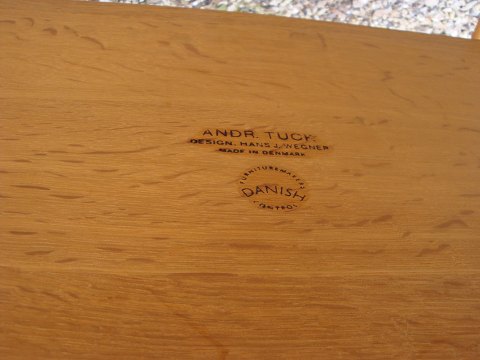 ANDR. TUCK.
DESIGN. HANS J. WEGNER
MADE IN DENMARK
FURNITUREMAKERS
DANISH
CONTROL